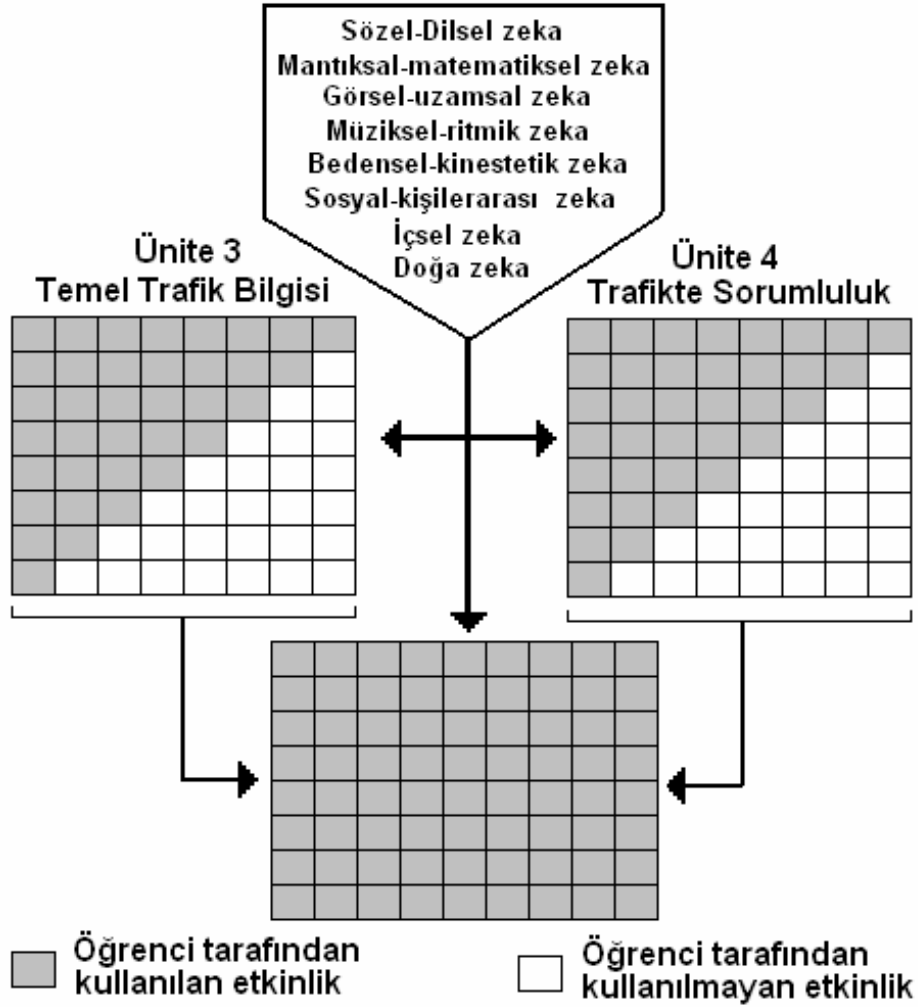 Sözel-Dilsel zeka
Mantıksal-matematiksel zeka
Görsel-uzamsal zeka
Müziksel-ritmik zeka
Bedensel-kinestetik zeka
Sosyal-kişilerarası zeka
İçsel zeka
Doğa zeka
Ünite 3
Temel Trafik Bilgisi
Ünite 4
Trafikte Sorumluluk
Öğrenci tarafından
kullanılan etkinlik
Öğrenci tarafından
kullanılmayan etkinlik